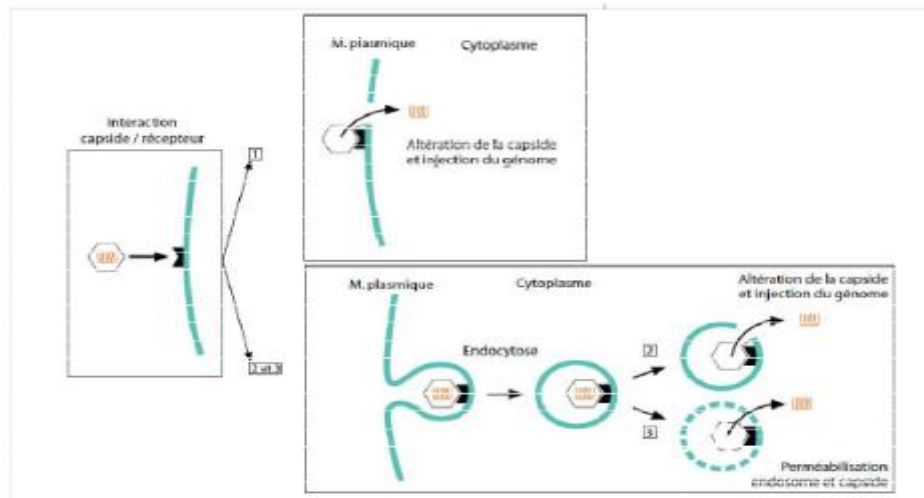 M. plasmique Cytoplasme
Interaction
capside / récepteur
1
Altération de la capside
et injection du génome
2 et 3
M. plasmique Cytoplasme
Altération de la capside
et injection du génome
Endocytose
2
3
Perméabilisation
endosome et capside